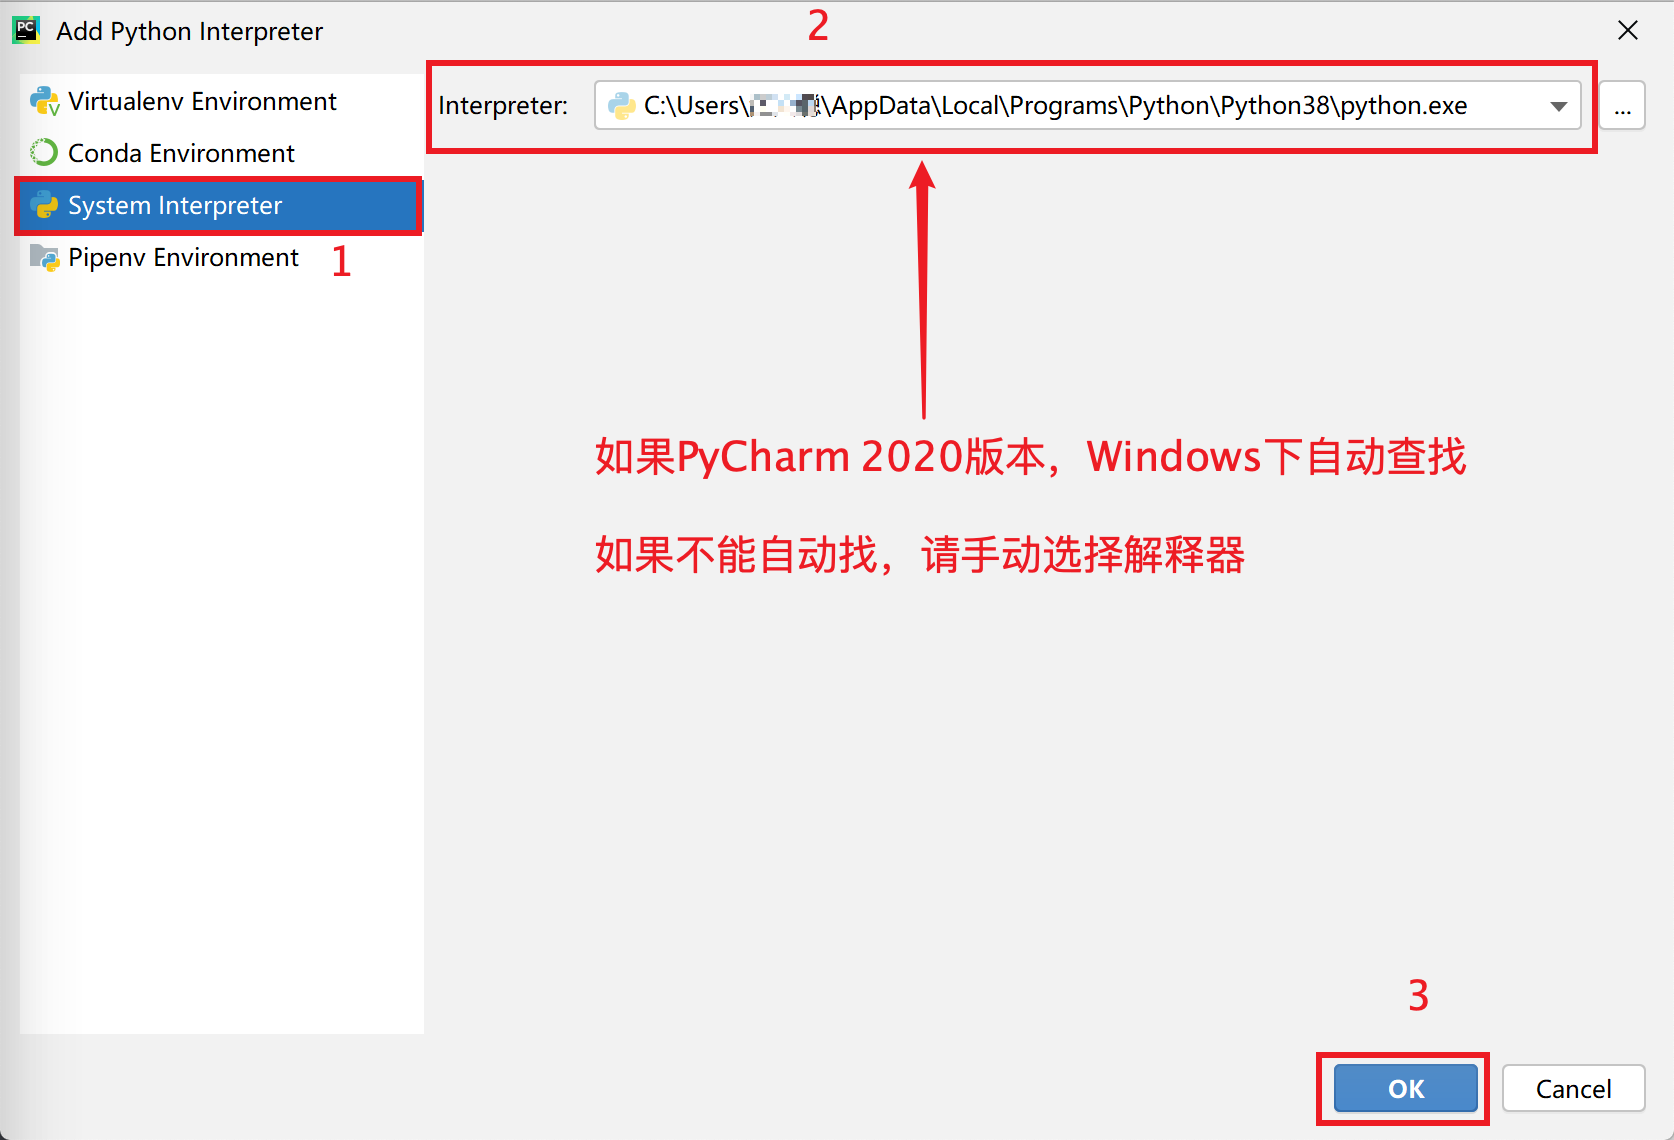 Add Python Interpreter
2
Virtualenv Environment
Conda Environment
System Interpreter
Pipenv Environment
1
Interpreter:
C:\Users\ \AppData\Local\Programs\Python\Python38\python.exe
...
如果PyCharm 2020版本，Windows下自动查找
如果不能自动找，请手动选择解释器
3
OK
Cancel